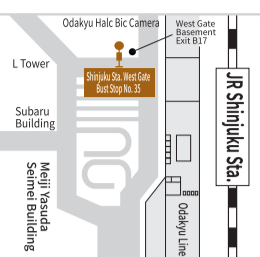 Odakyu Halc Bic Camera
West Gate
Basement
Exit B17
L Tower
Shinjuku Sta. West Gate
Bust Stop No. 35
Subaru
Building
JR Shinjuku Sta.
Meiji Yasuda
Seimei Building
Odakyu Line